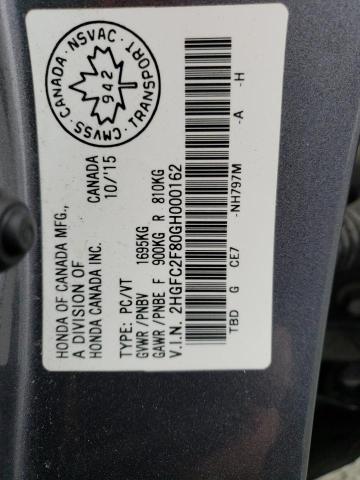 CMVSS · CANADA · NSVAC · TRANSPORT
942
HONDA OF CANADA MFG., CANADA
A DIVISION OF 10/'15
HONDA CANADA INC.
TYPE: PC/VT
GVWR /PNBV 1695KG
GAWR /PNBE F 900KG R 810KG
V.I.N. 2HGFC2F80GH000162
TBD G CE7 -NH797M -A -H